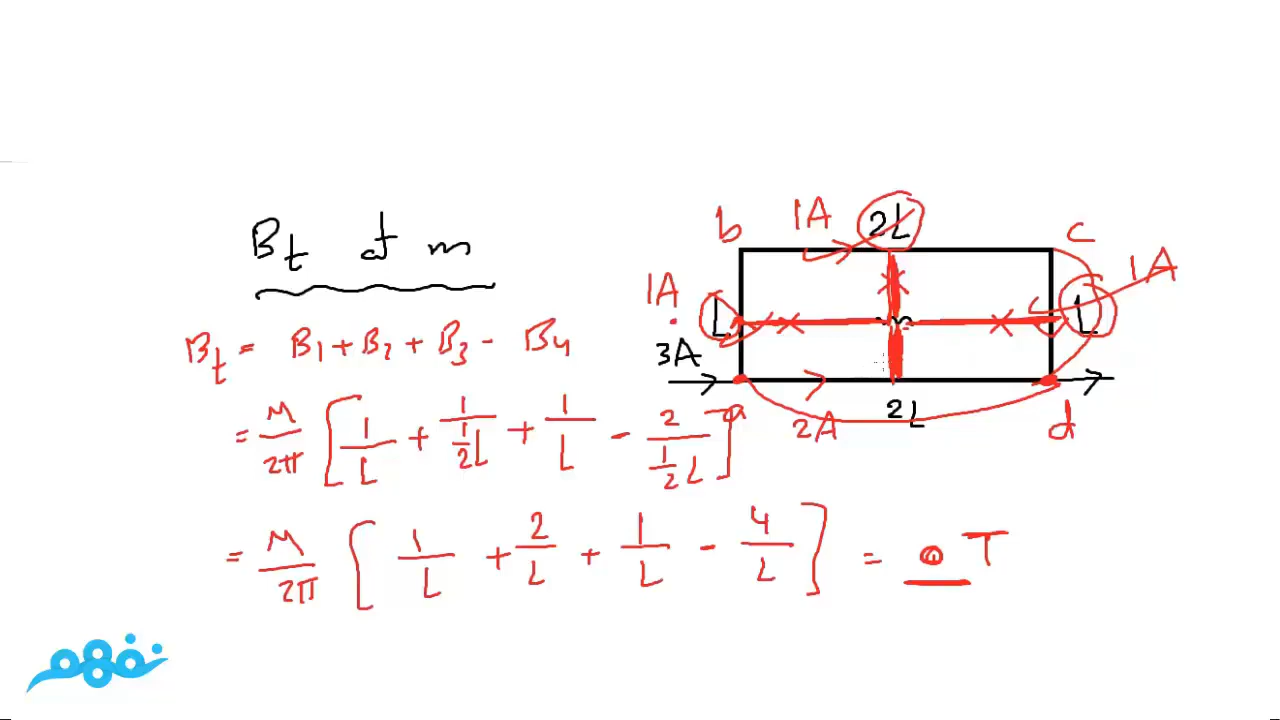 Bt at m
Bt = B1 + B2 + B3 - B4
= M/2π [ 1/L + 1/(1/2 L) + 1/L - 2/(1/2 L) ]
= M/2π [ 1/L + 2/L + 1/L - 4/L ] = 0 T
b
1A
2L
c
1A
1A
L
m
L
3A
a
2A
2L
d
نفهم